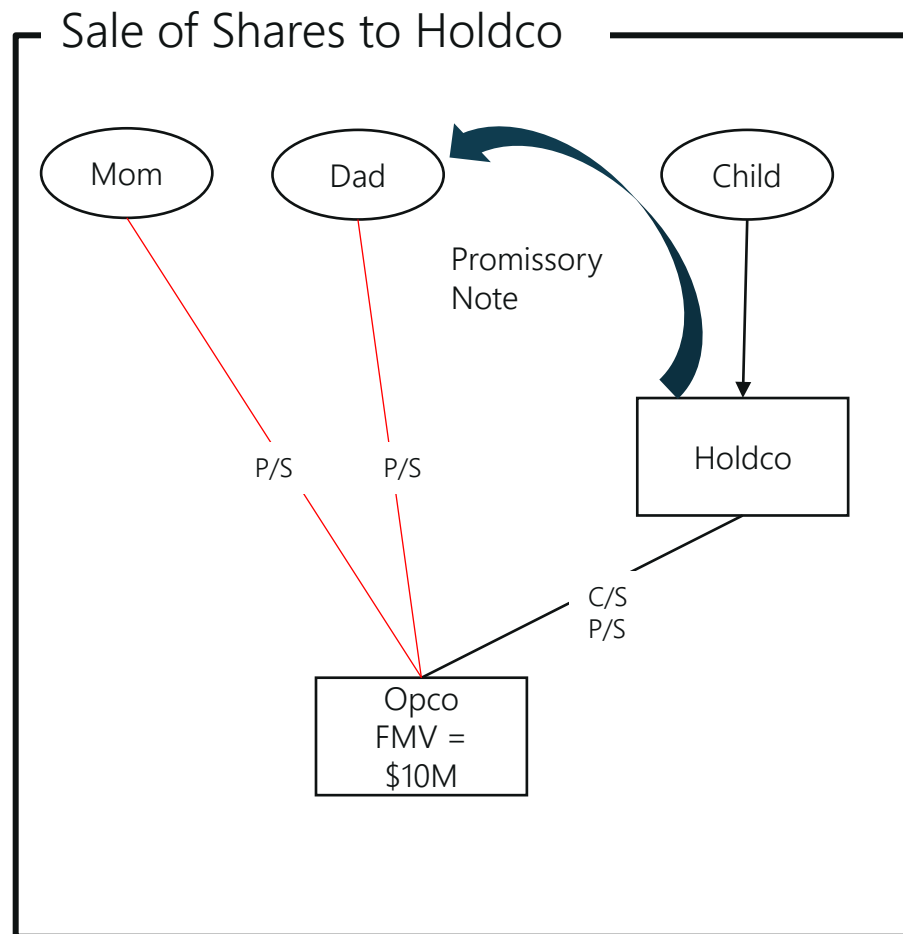 Sale of Shares to Holdco
Mom
Dad
Child
Promissory
Note
Holdco
P/S
P/S
C/S
P/S
Opco
FMV =
$10M